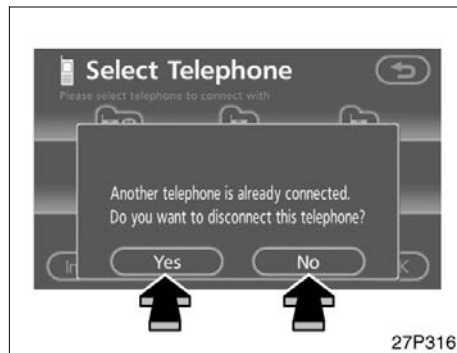 Select Telephone
Please select telephone to connect with
Another telephone is already connected.
Do you want to disconnect this telephone?
Yes
No
27P316